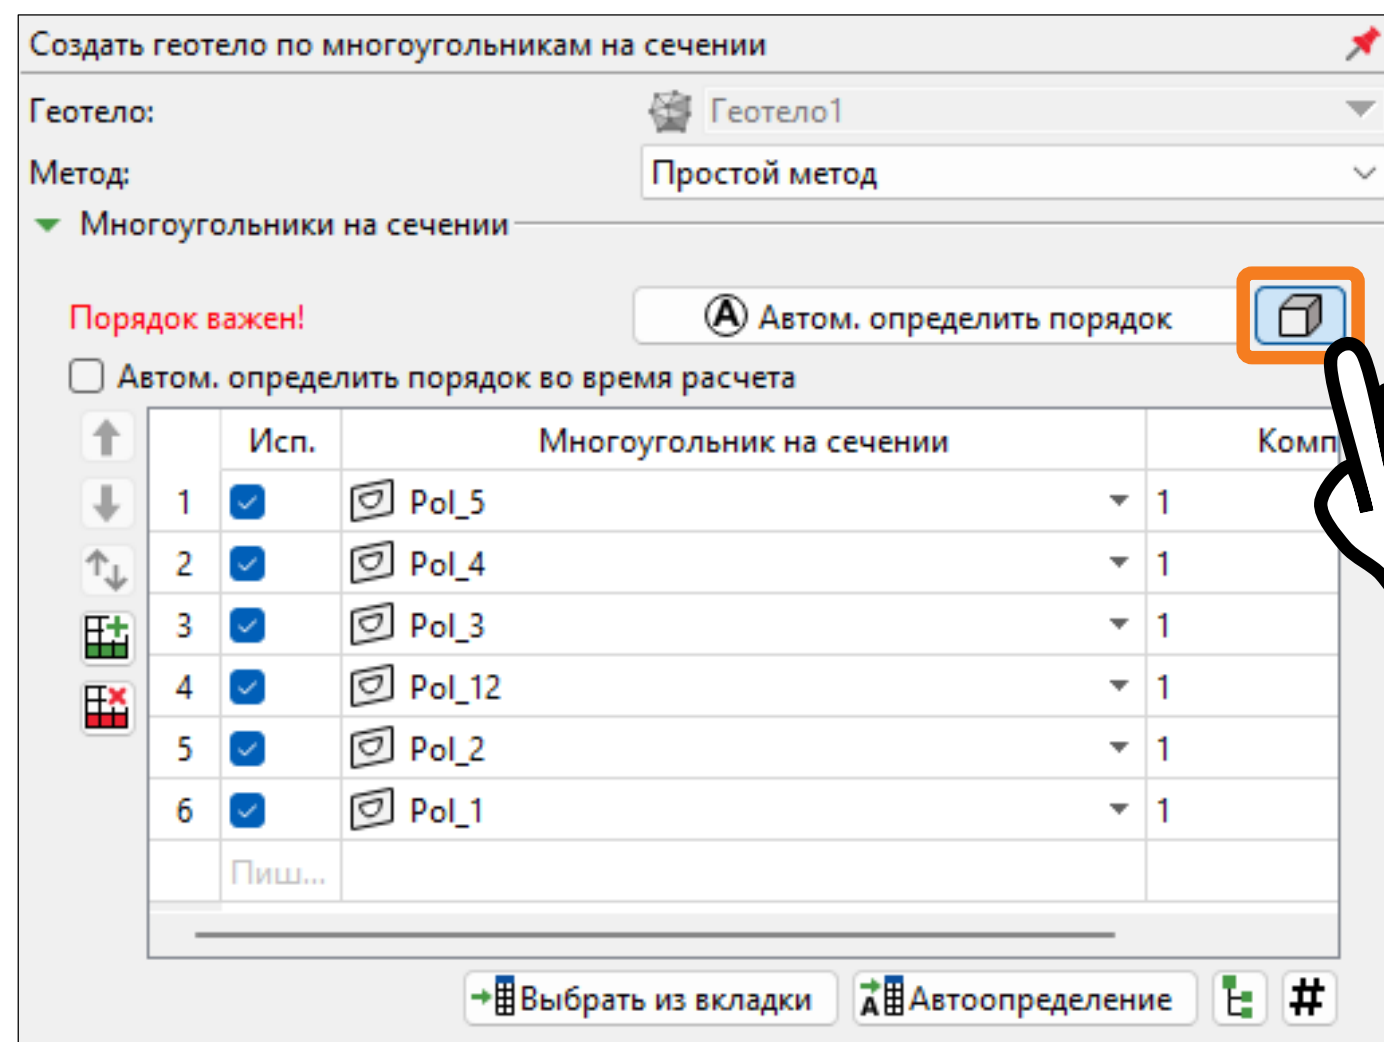 Создать геотело по многоугольникам на сечении
Геотело: Геотело1
Метод: Простой метод
Многоугольники на сечении
Порядок важен! A Автом. определить порядок
Автом. определить порядок во время расчета
Исп. Многоугольник на сечении Комп
1 Pol_5 1
2 Pol_4 1
3 Pol_3 1
4 Pol_12 1
5 Pol_2 1
6 Pol_1 1
Пиш...
Выбрать из вкладки A Автоопределение #